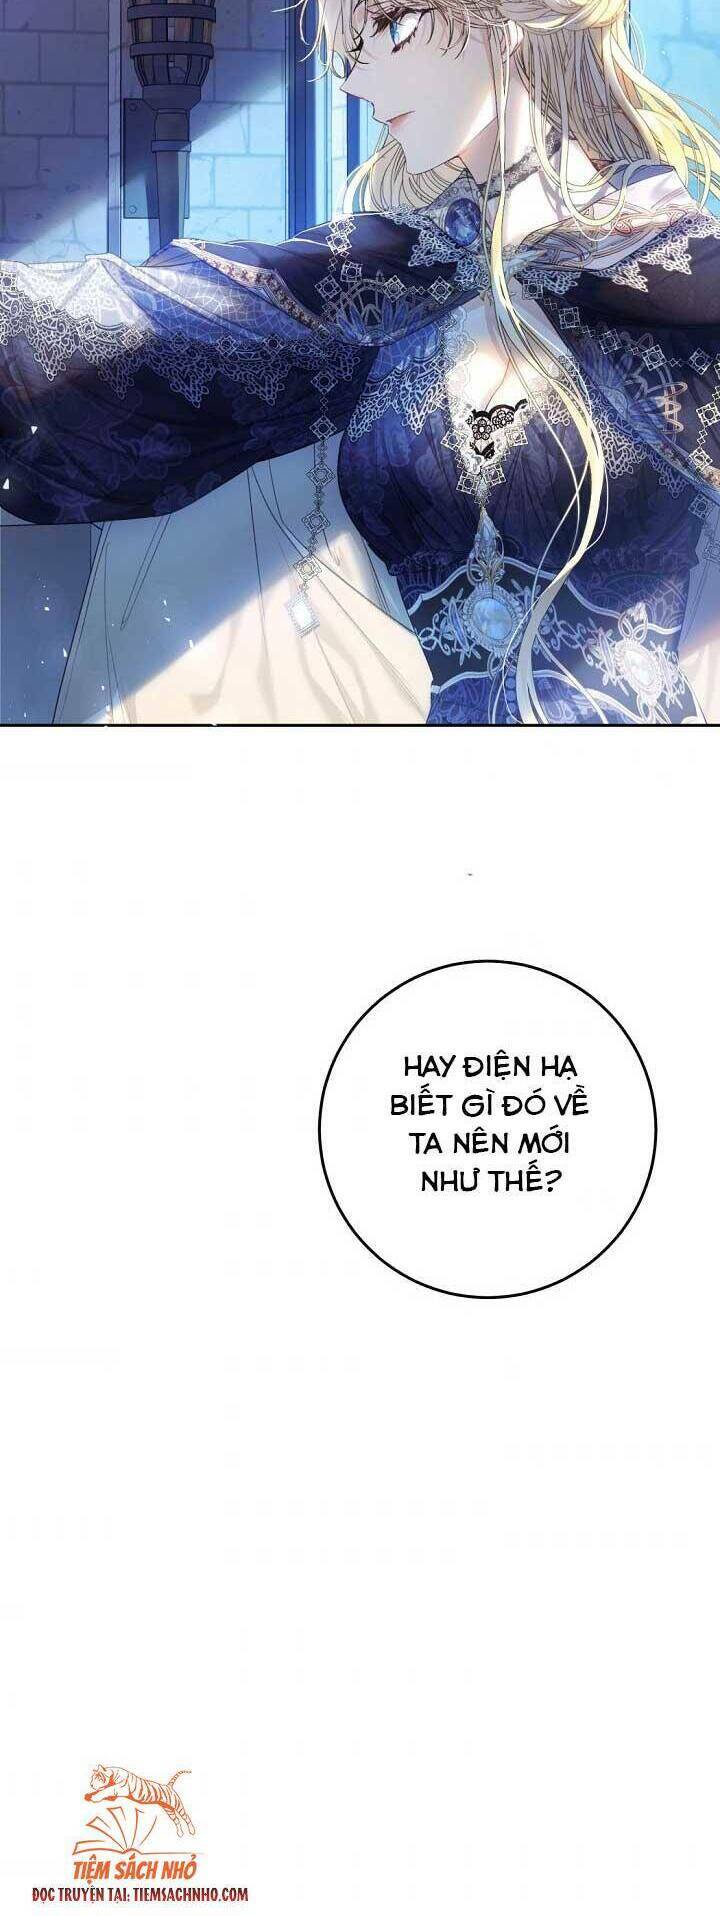 HAY ĐIỆN HẠ
BIẾT GÌ ĐÓ VỀ
TA NÊN MỚI
NHƯ THẾ?
TIỆM SÁCH NHỎ
ĐỌC TRUYỆN TẠI: TIEMSACHNHO.COM